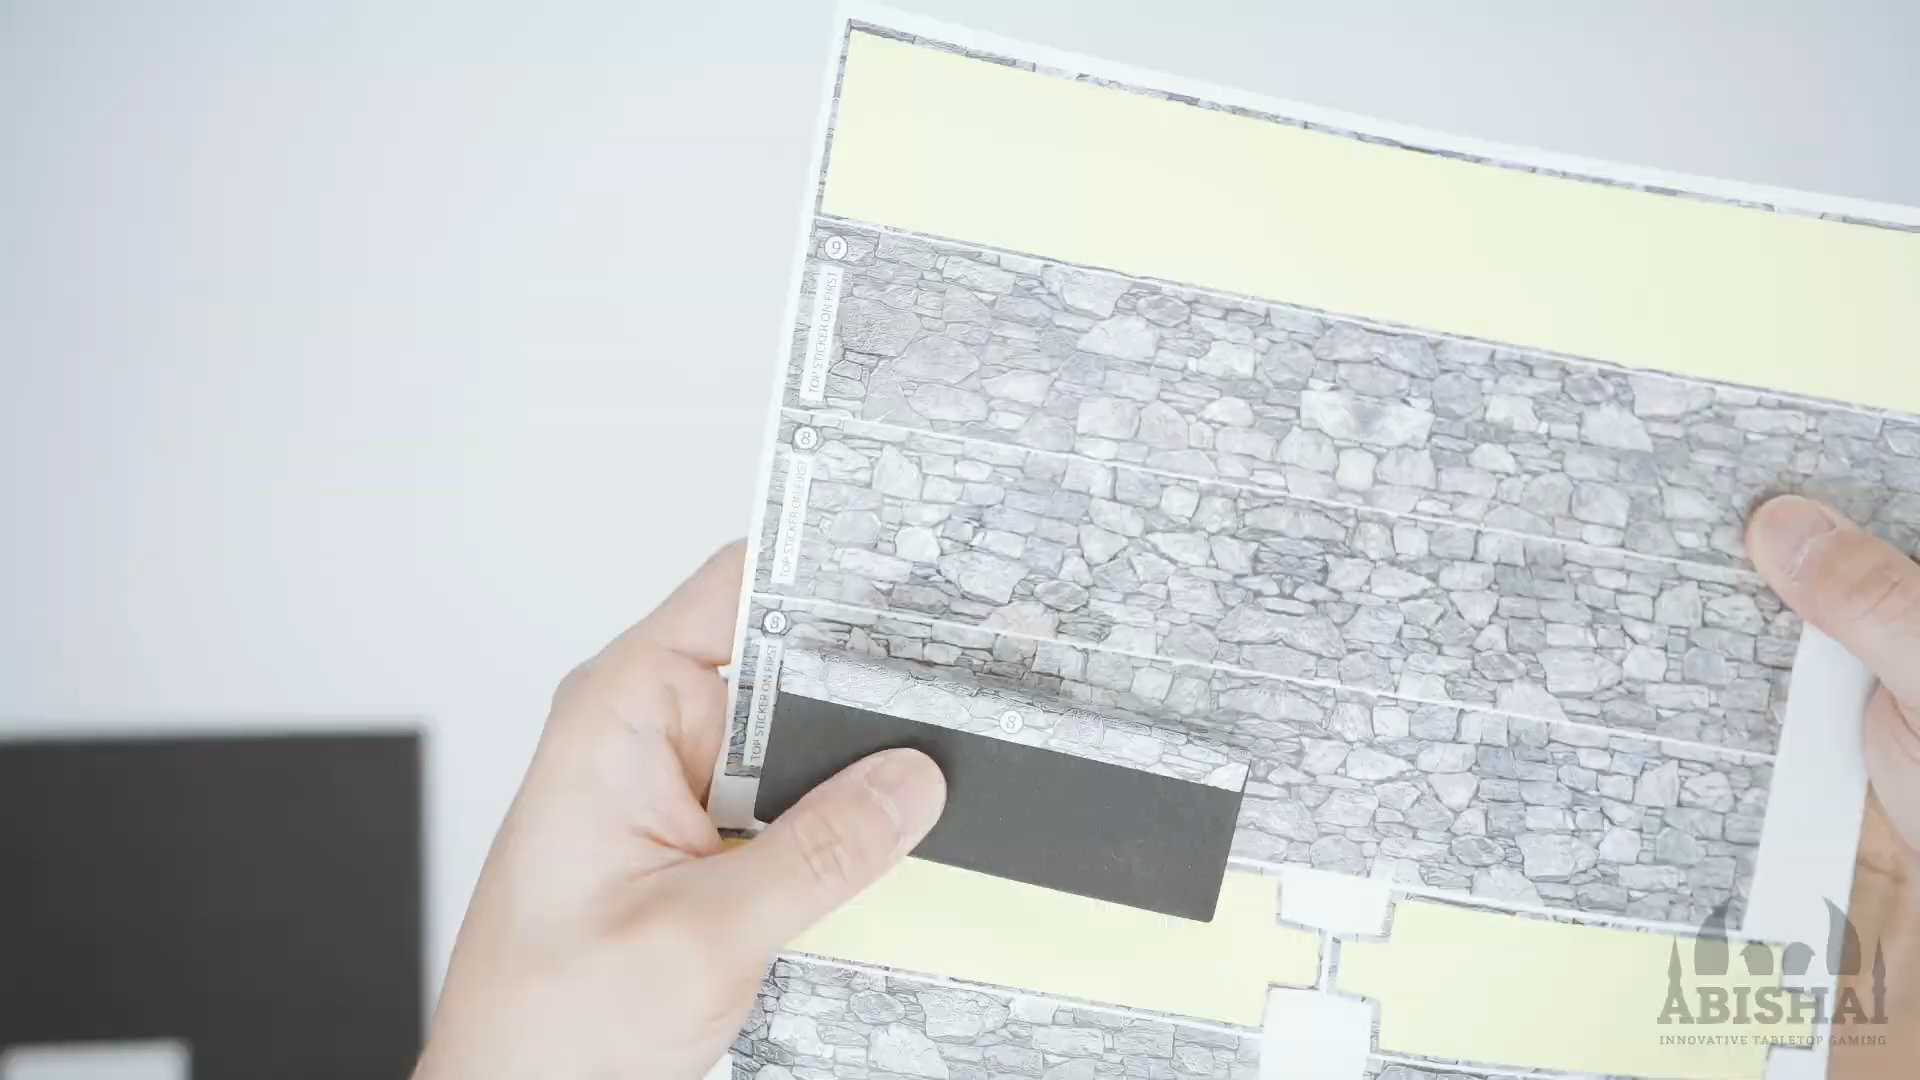 9
TOP STICKER ON FIRST
8
TOP STICKER ON FIRST
8
TOP STICKER ON FIRST
8
ABISHAI
INNOVATIVE TABLETOP GAMING